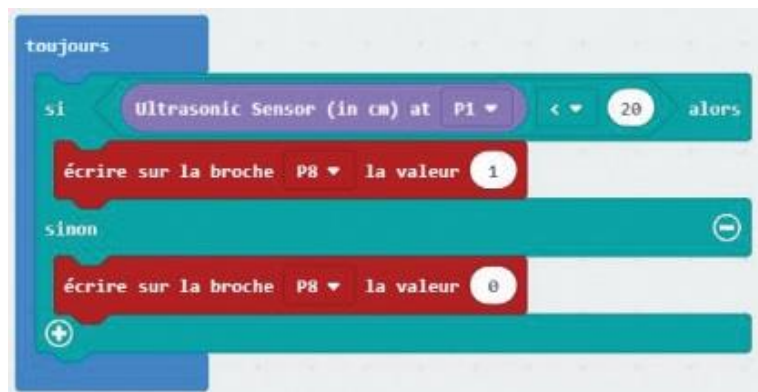 toujours
si Ultrasonic Sensor (in cm) at P1 < 20 alors
écrire sur la broche P8 la valeur 1
sinon
écrire sur la broche P8 la valeur 0